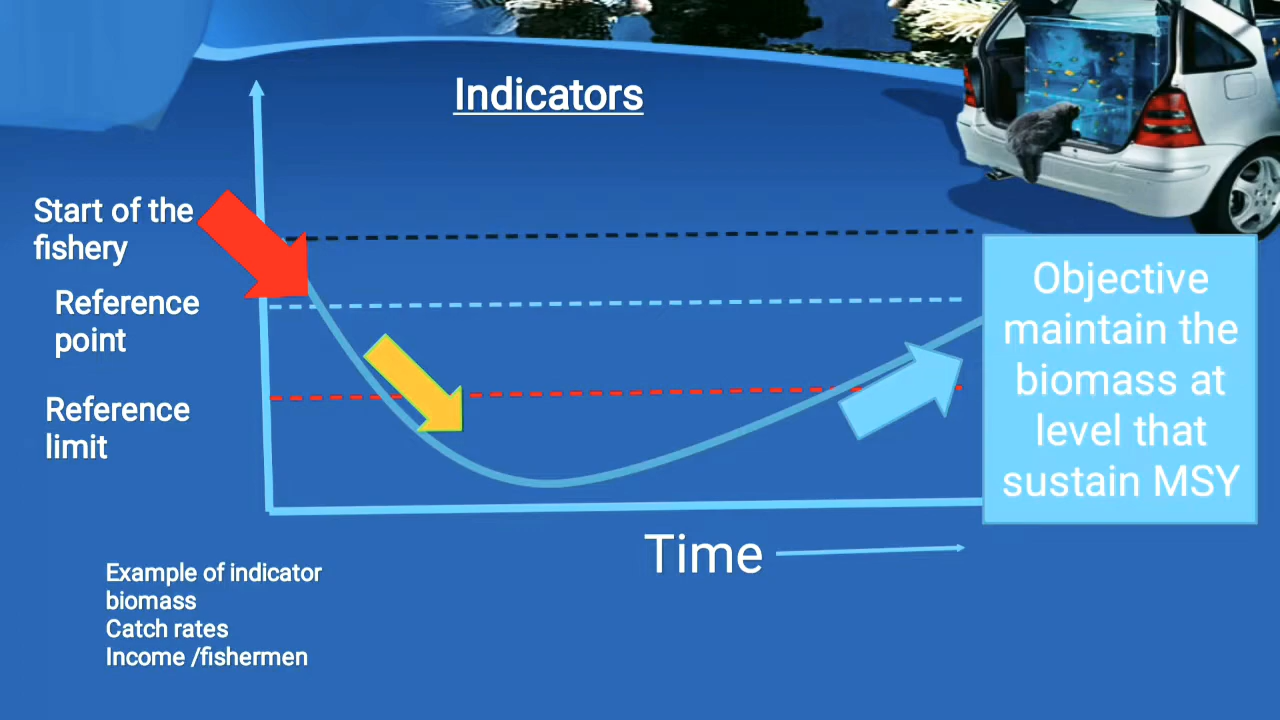 Indicators
Start of the
fishery
Reference
point
Reference
limit
Objective
maintain the
biomass at
level that
sustain MSY
Time
Example of indicator
biomass
Catch rates
Income /fishermen